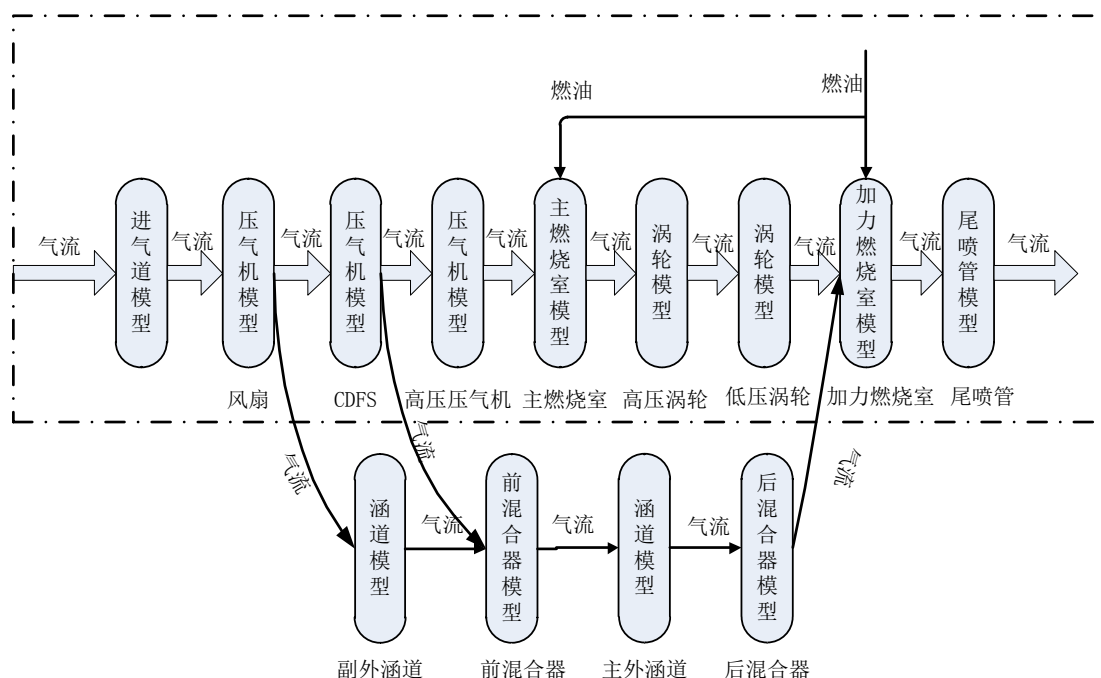 燃油
燃油
气流
进气道模型
气流
压气机模型
气流
压气机模型
气流
压气机模型
气流
主燃烧室模型
气流
涡轮模型
气流
涡轮模型
气流
加力燃烧室模型
气流
尾喷管模型
气流
风扇
CDFS
高压压气机
主燃烧室
高压涡轮
低压涡轮
加力燃烧室
尾喷管
气流
气流
气流
涵道模型
气流
前混合器模型
气流
涵道模型
气流
后混合器模型
副外涵道
前混合器
主外涵道
后混合器